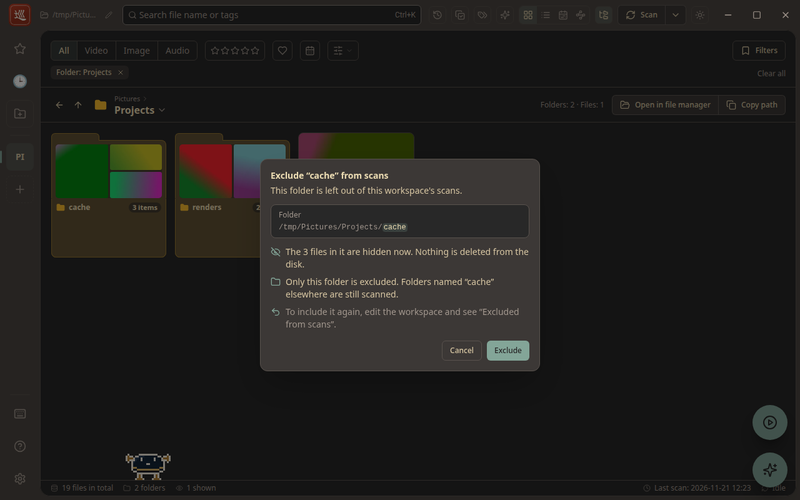 /tmp/Pictu...
Search file name or tags
Ctrl+K
Scan
All
Video
Image
Audio
Filters
Folder: Projects
Clear all
Pictures
Projects
Folders: 2 · Files: 1
Open in file manager
Copy path
cache
3 items
renders
2
PI
Exclude “cache” from scans
This folder is left out of this workspace's scans.
Folder
/tmp/Pictures/Projects/cache
The 3 files in it are hidden now. Nothing is deleted from the
disk.
Only this folder is excluded. Folders named “cache”
elsewhere are still scanned.
To include it again, edit the workspace and see “Excluded
from scans”.
Cancel
Exclude
19 files in total
2 folders
1 shown
Last scan: 2026-11-21 12:23
Idle